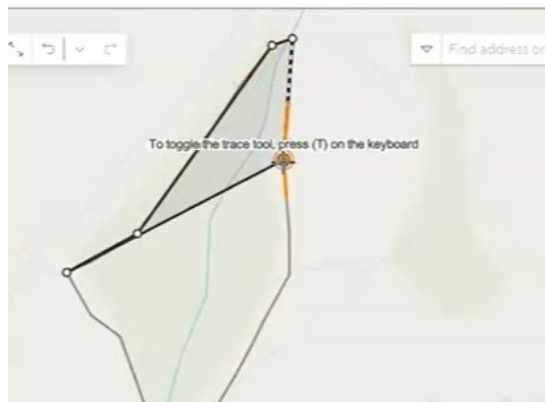 Find address or
To toggle the trace tool, press (T) on the keyboard